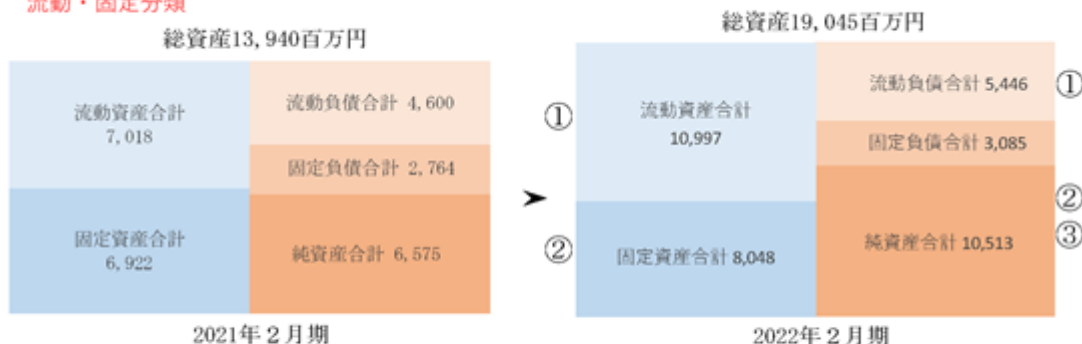 流動・固定分類
総資産13,940百万円
流動資産合計
7,018
流動負債合計 4,600
固定負債合計 2,764
固定資産合計
6,922
純資産合計 6,575
2021年2月期
➤
総資産19,045百万円
①
流動資産合計
10,997
流動負債合計 5,446
①
固定負債合計 3,085
②
固定資産合計 8,048
純資産合計 10,513
②
③
2022年2月期